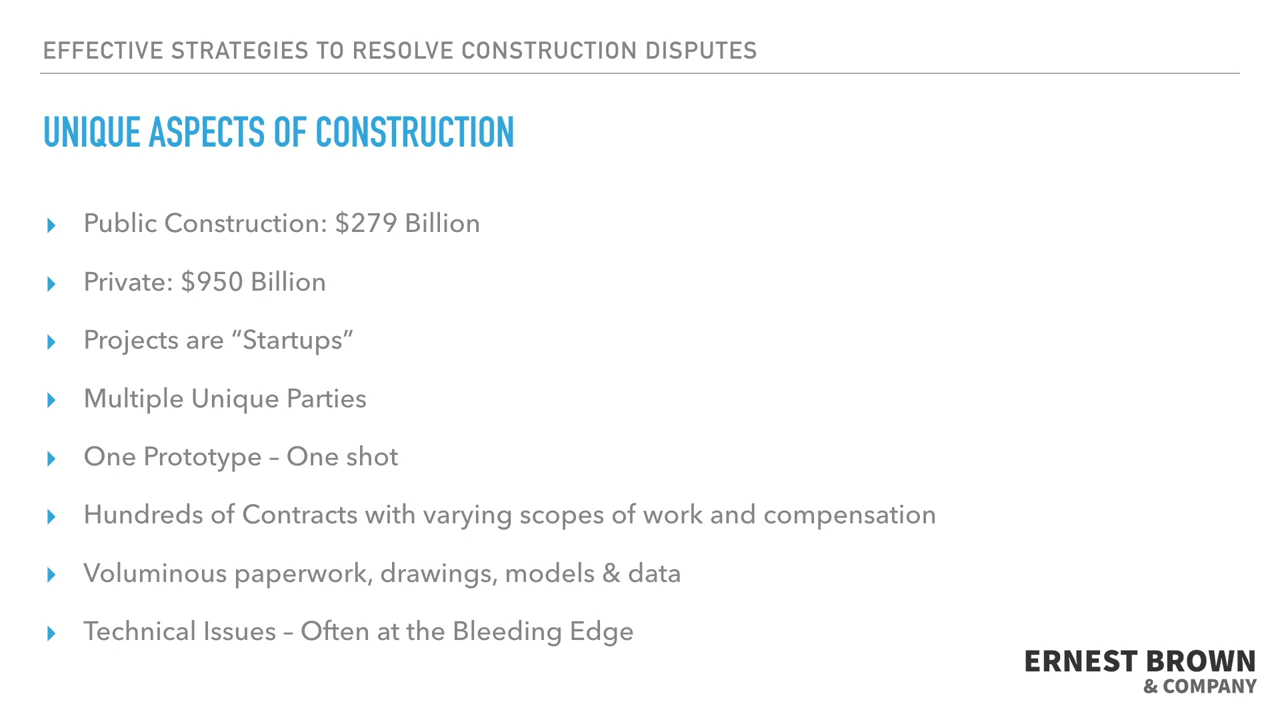 EFFECTIVE STRATEGIES TO RESOLVE CONSTRUCTION DISPUTES
UNIQUE ASPECTS OF CONSTRUCTION
Public Construction: $279 Billion
Private: $950 Billion
Projects are “Startups”
Multiple Unique Parties
One Prototype – One shot
Hundreds of Contracts with varying scopes of work and compensation
Voluminous paperwork, drawings, models & data
Technical Issues – Often at the Bleeding Edge
ERNEST BROWN
& COMPANY